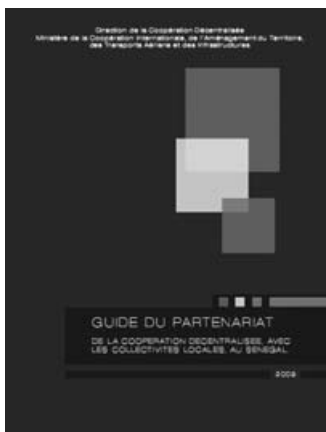 Direction de la Coopération Décentralisée
Ministère de la Coopération Internationale, de l'Aménagement du Territoire,
des Transports Aériens et des Infrastructures
GUIDE DU PARTENARIAT
DE LA COOPERATION DECENTRALISEE, AVEC
LES COLLECTIVITES LOCALES, AU SENEGAL
2009